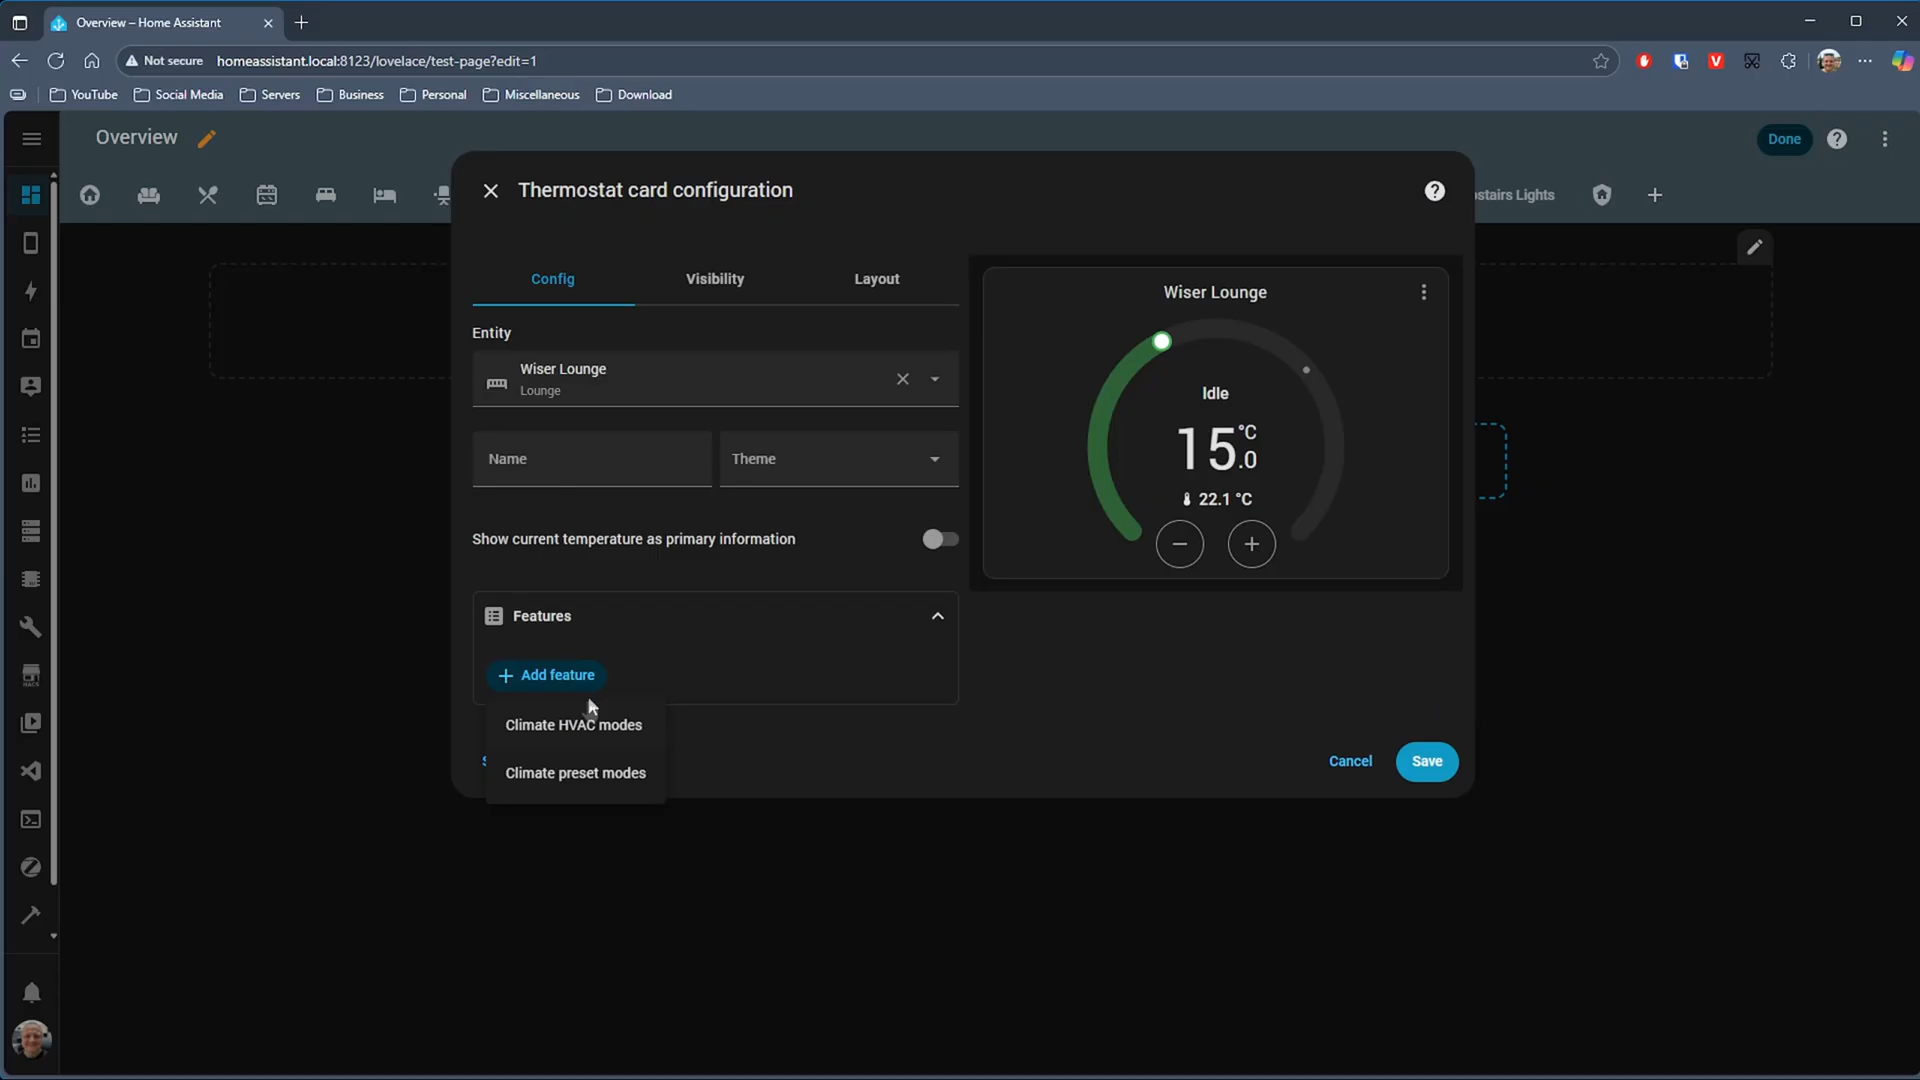 Overview – Home Assistant
Not secure
homeassistant.local:8123/lovelace/test-page?edit=1
YouTube
Social Media
Servers
Business
Personal
Miscellaneous
Download
Overview
Done
Thermostat card configuration
stairs Lights
Config
Visibility
Layout
Wiser Lounge
Entity
Wiser Lounge
Lounge
Idle
15.0 °C
22.1 °C
Name
Theme
Show current temperature as primary information
Features
Add feature
Climate HVAC modes
Climate preset modes
Cancel
Save